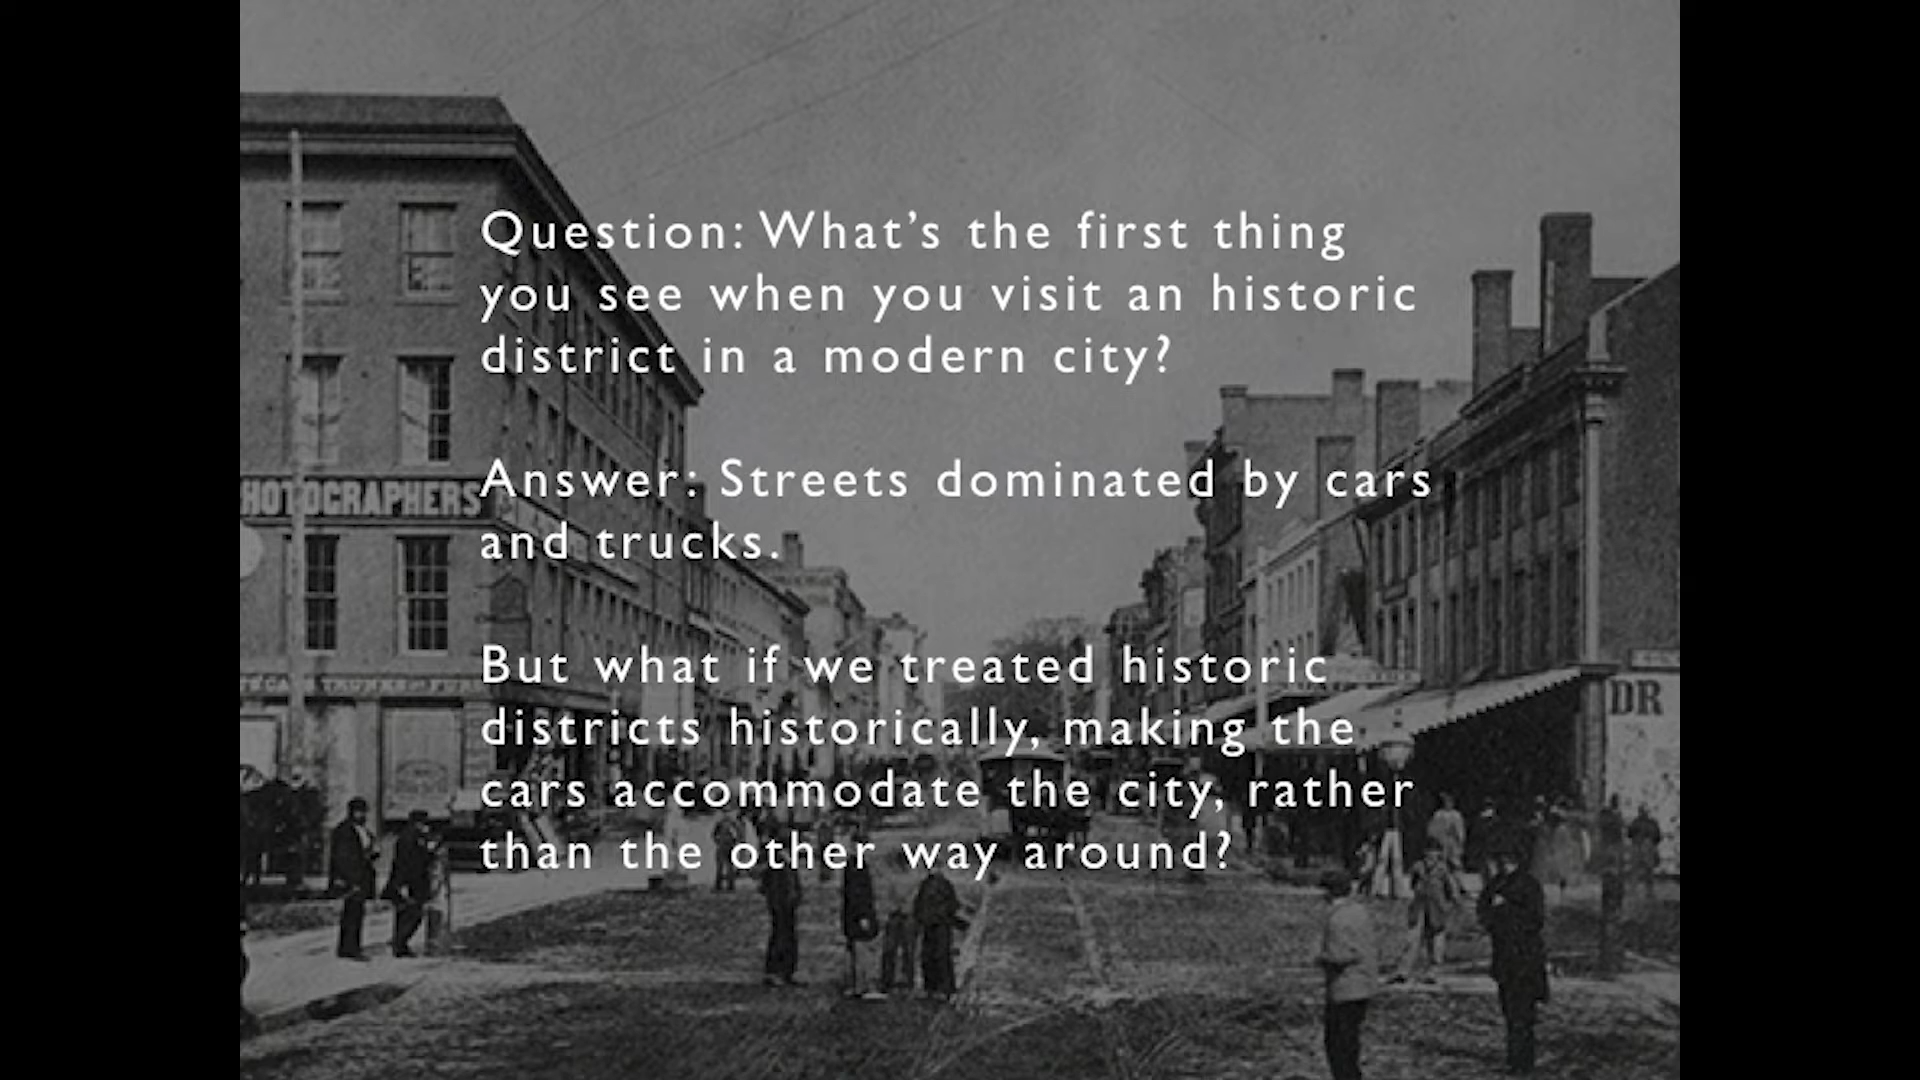 Question: What's the first thing
you see when you visit an historic
district in a modern city?
Answer: Streets dominated by cars
and trucks.
But what if we treated historic
districts historically, making the
cars accommodate the city, rather
than the other way around?
HOTOGRAPHERS
DR